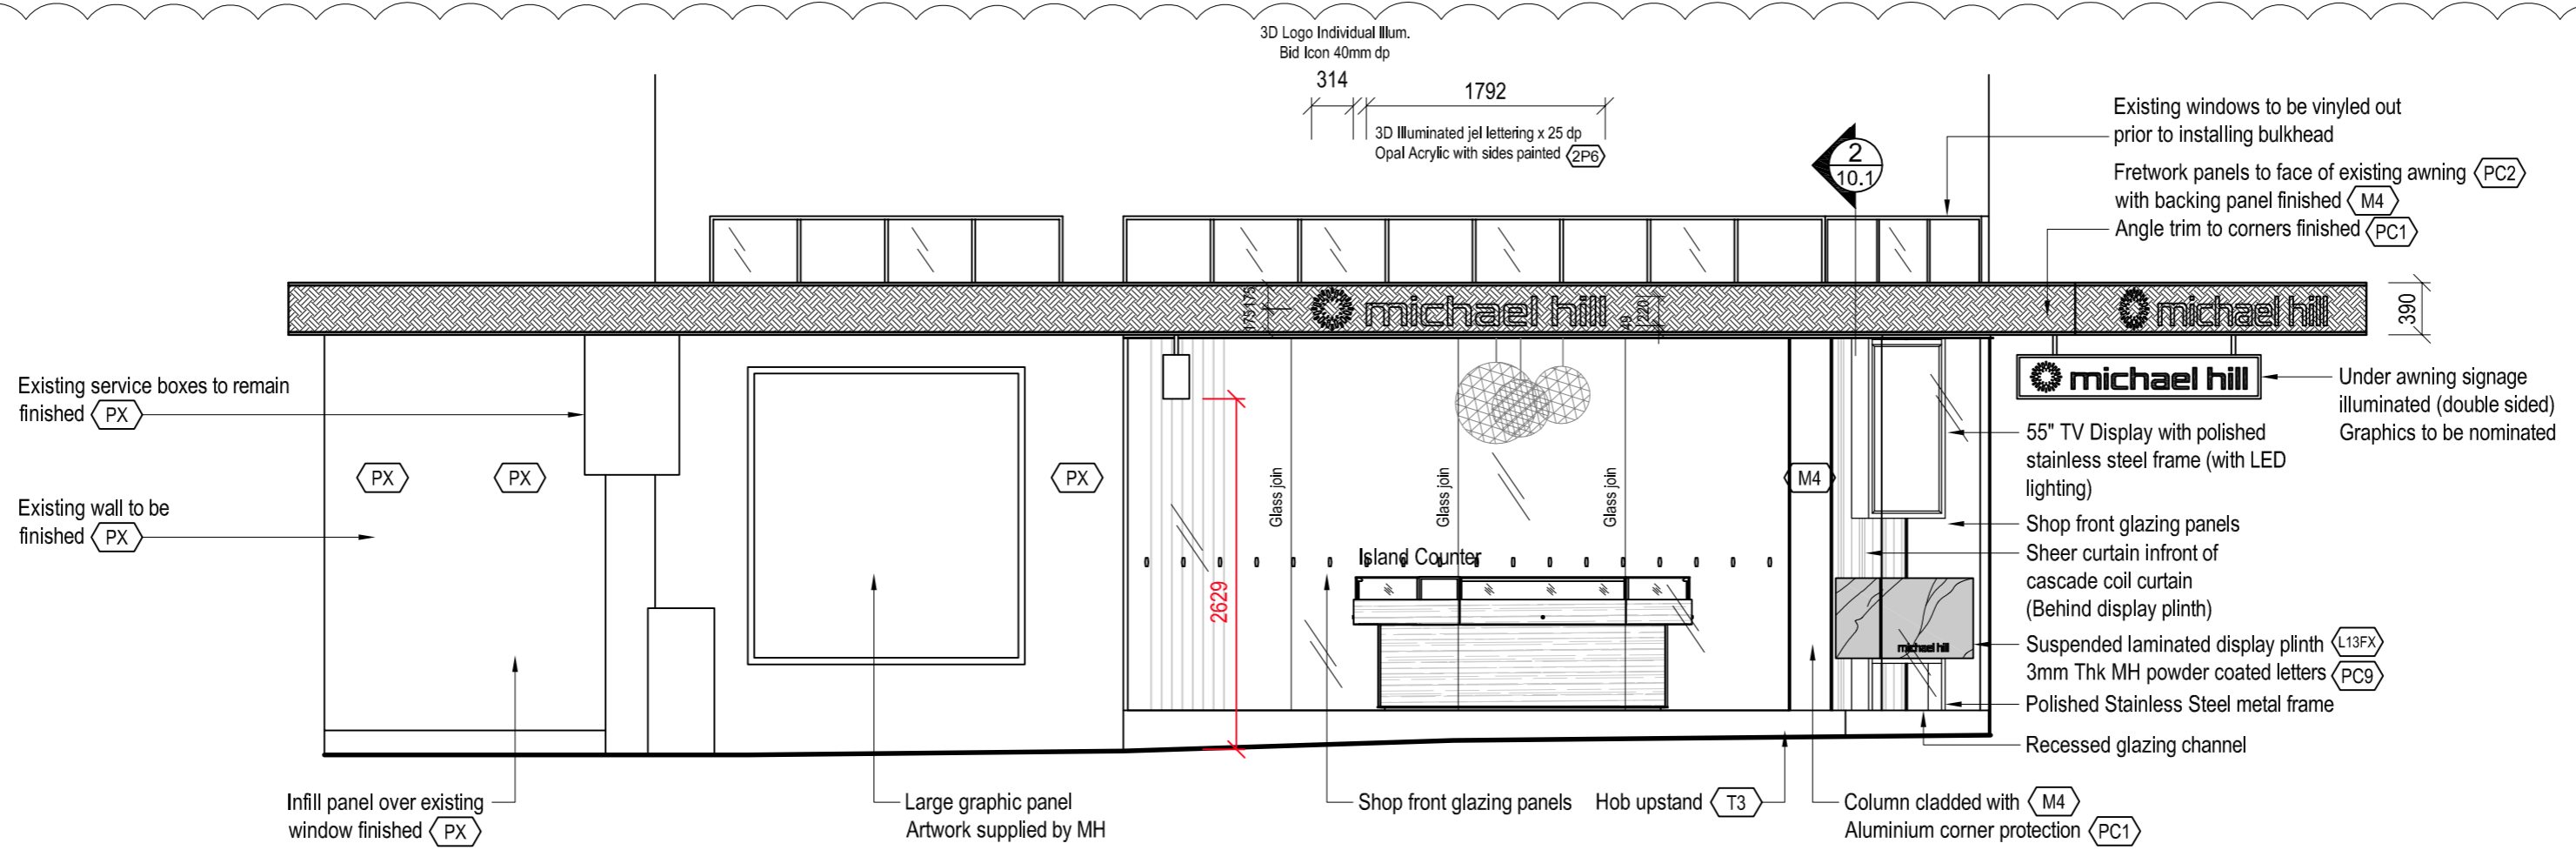 3D Logo Individual Illum.
Bid Icon 40mm dp
314
1792
3D Illuminated jel lettering x 25 dp
Opal Acrylic with sides painted 2P6
2
10.1
Existing windows to be vinyled out
prior to installing bulkhead
Fretwork panels to face of existing awning PC2
with backing panel finished M4
Angle trim to corners finished PC1
175 175
michael hill
49 220
michael hill
390
Existing service boxes to remain
finished PX
PX
PX
Existing wall to be
finished PX
PX
2629
Glass join
Glass join
Glass join
Island Counter
M4
michael hill
Under awning signage
illuminated (double sided)
Graphics to be nominated
55" TV Display with polished
stainless steel frame (with LED
lighting)
Shop front glazing panels
Sheer curtain infront of
cascade coil curtain
(Behind display plinth)
michael hill
Suspended laminated display plinth L13FX
3mm Thk MH powder coated letters PC9
Polished Stainless Steel metal frame
Recessed glazing channel
Infill panel over existing
window finished PX
Large graphic panel
Artwork supplied by MH
Shop front glazing panels
Hob upstand T3
Column cladded with M4
Aluminium corner protection PC1